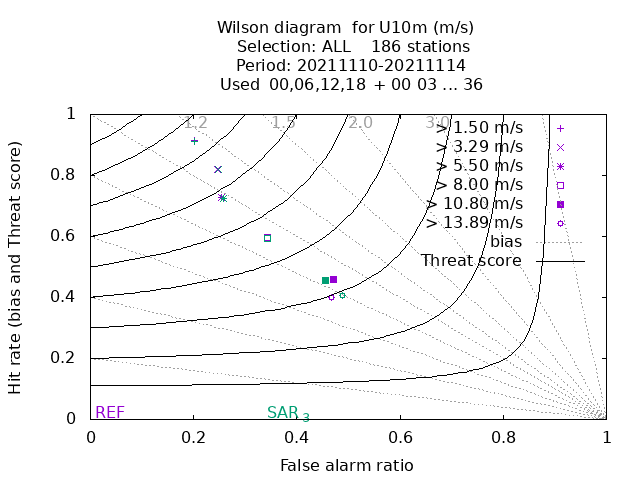 Wilson diagram  for U10m (m/s)
Selection: ALL    186 stations
Period: 20211110-20211114
Used  00,06,12,18  + 00 03 ... 36
1.2 1.5 2.0 3.0
> 1.50 m/s
> 3.29 m/s
> 5.50 m/s
> 8.00 m/s
> 10.80 m/s
> 13.89 m/s
bias
Threat score
1
0.8
0.6
0.4
0.2
0
Hit rate (bias and Threat score)
REF SAR 3
0 0.2 0.4 0.6 0.8 1
False alarm ratio